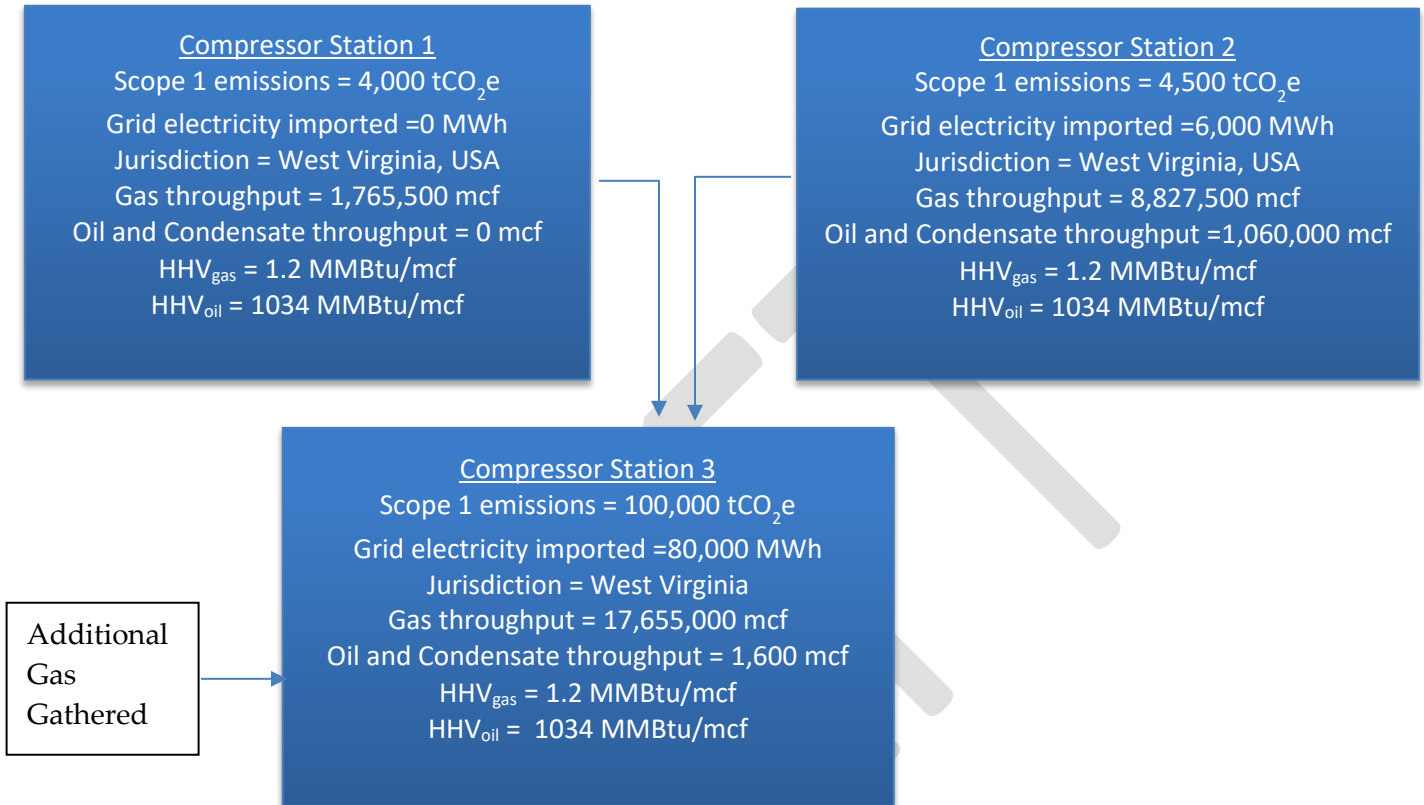 Compressor Station 1
Scope 1 emissions = 4,000 tCO₂e
Grid electricity imported =0 MWh
Jurisdiction = West Virginia, USA
Gas throughput = 1,765,500 mcf
Oil and Condensate throughput = 0 mcf
HHVgas = 1.2 MMBtu/mcf
HHVoil = 1034 MMBtu/mcf
Compressor Station 2
Scope 1 emissions = 4,500 tCO₂e
Grid electricity imported =6,000 MWh
Jurisdiction = West Virginia, USA
Gas throughput = 8,827,500 mcf
Oil and Condensate throughput =1,060,000 mcf
HHVgas = 1.2 MMBtu/mcf
HHVoil = 1034 MMBtu/mcf
Compressor Station 3
Scope 1 emissions = 100,000 tCO₂e
Grid electricity imported =80,000 MWh
Jurisdiction = West Virginia
Gas throughput = 17,655,000 mcf
Oil and Condensate throughput = 1,600 mcf
HHVgas = 1.2 MMBtu/mcf
HHVoil = 1034 MMBtu/mcf
Additional
Gas
Gathered